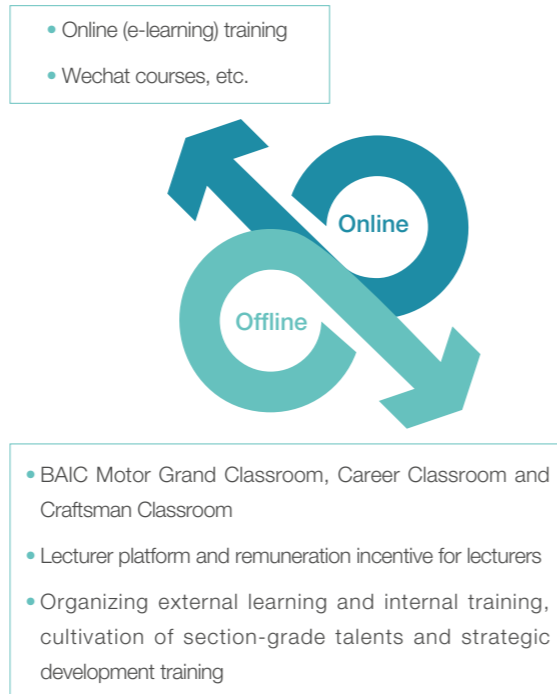 • Online (e-learning) training
• Wechat courses, etc.
Online
Offline
• BAIC Motor Grand Classroom, Career Classroom and
Craftsman Classroom
• Lecturer platform and remuneration incentive for lecturers
• Organizing external learning and internal training,
cultivation of section-grade talents and strategic
development training